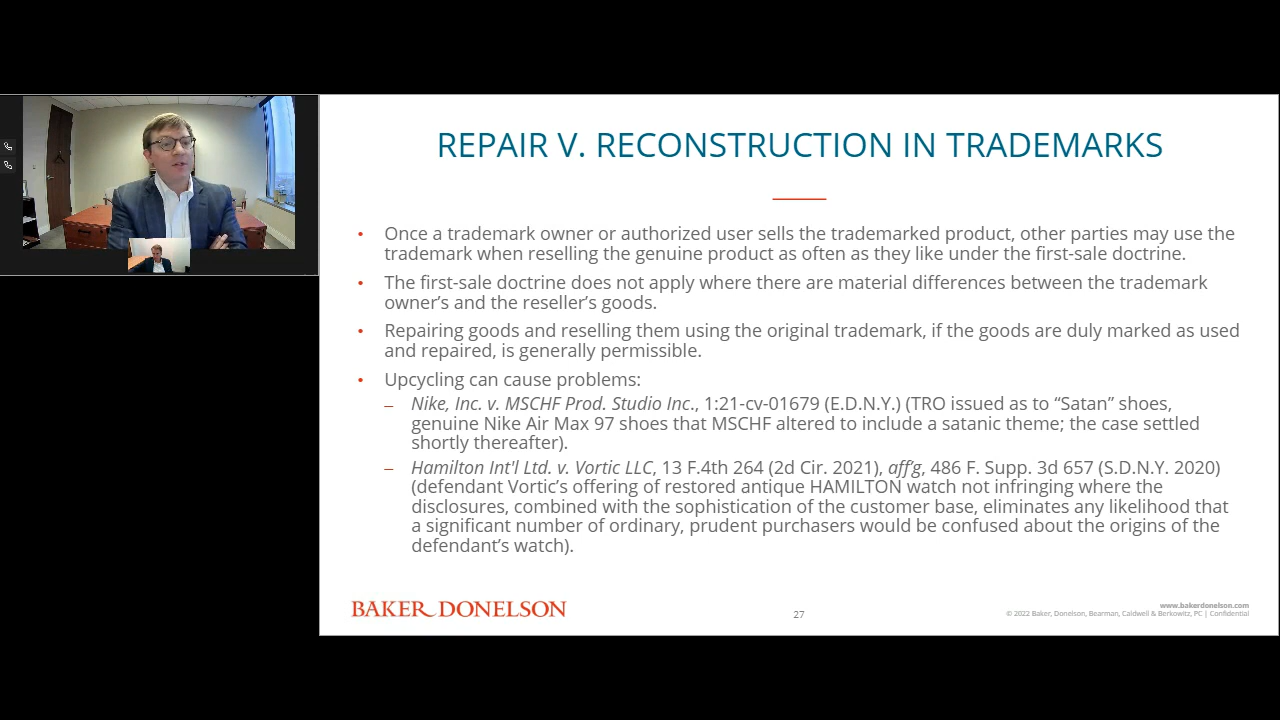 REPAIR V. RECONSTRUCTION IN TRADEMARKS
• Once a trademark owner or authorized user sells the trademarked product, other parties may use the
trademark when reselling the genuine product as often as they like under the first-sale doctrine.
• The first-sale doctrine does not apply where there are material differences between the trademark
owner’s and the reseller’s goods.
• Repairing goods and reselling them using the original trademark, if the goods are duly marked as used
and repaired, is generally permissible.
• Upcycling can cause problems:
– Nike, Inc. v. MSCHF Prod. Studio Inc., 1:21-cv-01679 (E.D.N.Y.) (TRO issued as to “Satan” shoes,
genuine Nike Air Max 97 shoes that MSCHF altered to include a satanic theme; the case settled
shortly thereafter).
– Hamilton Int'l Ltd. v. Vortic LLC, 13 F.4th 264 (2d Cir. 2021), aff’g, 486 F. Supp. 3d 657 (S.D.N.Y. 2020)
(defendant Vortic’s offering of restored antique HAMILTON watch not infringing where the
disclosures, combined with the sophistication of the customer base, eliminates any likelihood that
a significant number of ordinary, prudent purchasers would be confused about the origins of the
defendant’s watch).
BAKER DONELSON
27
www.bakerdonelson.com
© 2022 Baker, Donelson, Bearman, Caldwell & Berkowitz, PC | Confidential